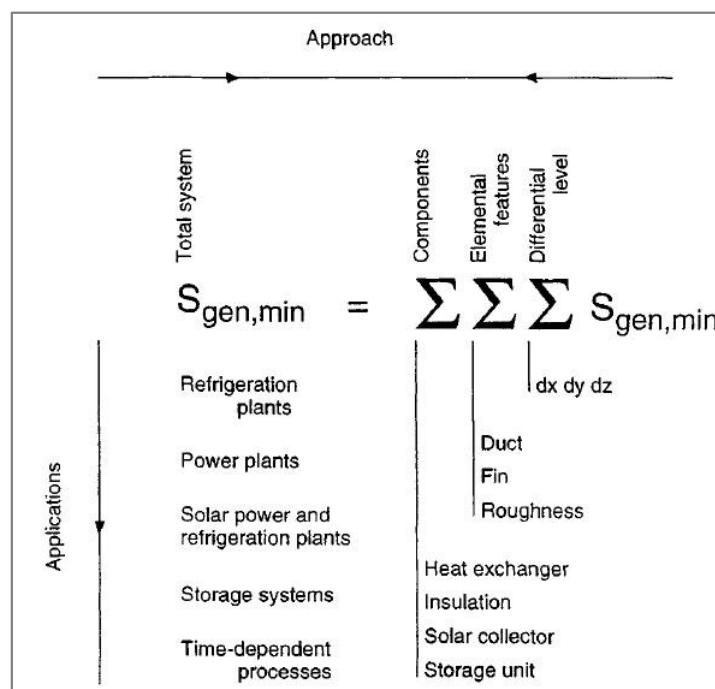 Approach
Total system
Components
Elemental
features
Differential
level
S gen,min = Σ Σ Σ S gen,min
Refrigeration
plants
Power plants
Solar power and
refrigeration plants
Storage systems
Time-dependent
processes
dx dy dz
Duct
Fin
Roughness
Heat exchanger
Insulation
Solar collector
Storage unit
Applications